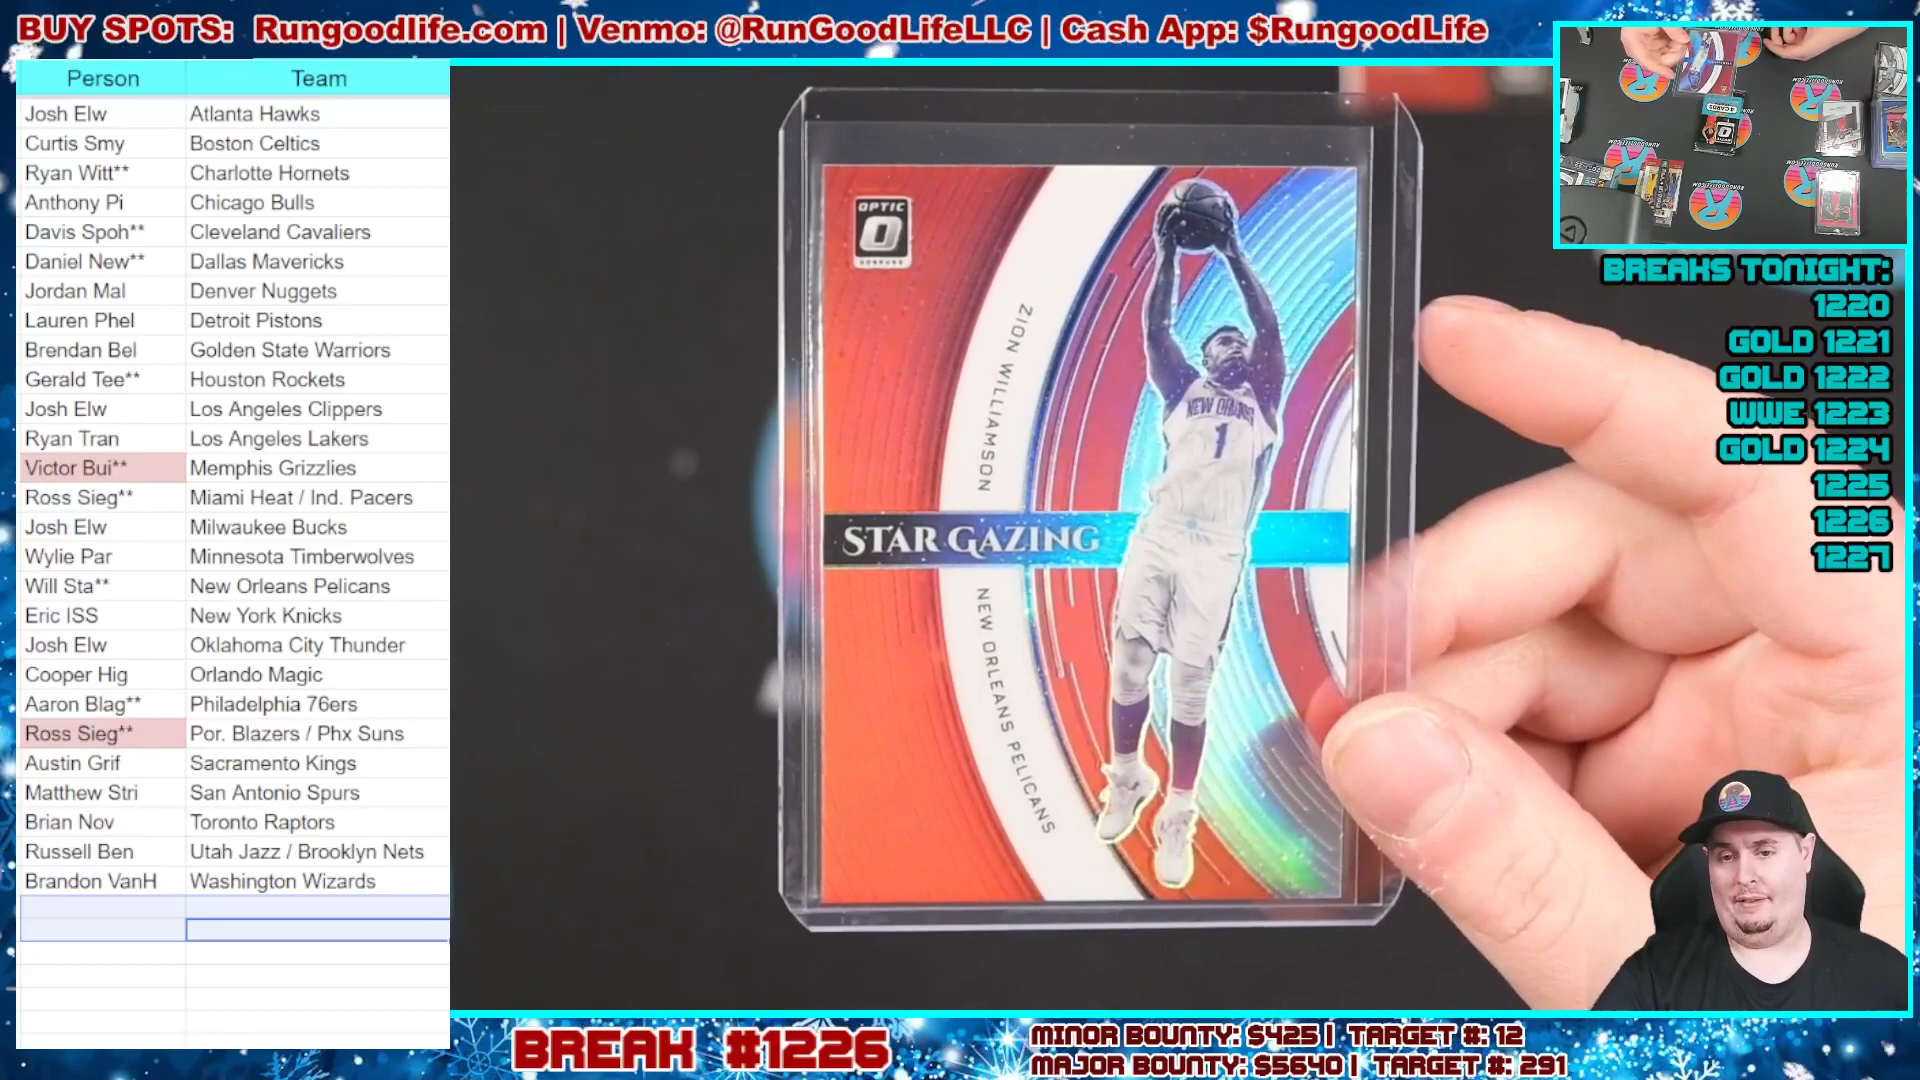 BUY SPOTS: Rungoodlife.com | Venmo: @RunGoodLifeLLC | Cash App: $RungoodLife
Person Team
Josh Elw Atlanta Hawks
Curtis Smy Boston Celtics
Ryan Witt** Charlotte Hornets
Anthony Pi Chicago Bulls
Davis Spoh** Cleveland Cavaliers
Daniel New** Dallas Mavericks
Jordan Mal Denver Nuggets
Lauren Phel Detroit Pistons
Brendan Bel Golden State Warriors
Gerald Tee** Houston Rockets
Josh Elw Los Angeles Clippers
Ryan Tran Los Angeles Lakers
Victor Bui** Memphis Grizzlies
Ross Sieg** Miami Heat / Ind. Pacers
Josh Elw Milwaukee Bucks
Wylie Par Minnesota Timberwolves
Will Sta** New Orleans Pelicans
Eric ISS New York Knicks
Josh Elw Oklahoma City Thunder
Cooper Hig Orlando Magic
Aaron Blag** Philadelphia 76ers
Ross Sieg** Por. Blazers / Phx Suns
Austin Grif Sacramento Kings
Matthew Stri San Antonio Spurs
Brian Nov Toronto Raptors
Russell Ben Utah Jazz / Brooklyn Nets
Brandon VanH Washington Wizards
OPTIC
O
DONRUSS
ZION WILLIAMSON
NEW ORLEANS
1
STAR GAZING
NEW ORLEANS PELICANS
BREAKS TONIGHT:
1220
GOLD 1221
GOLD 1222
WWE 1223
GOLD 1224
1225
1226
1227
BREAK #1226
MINOR BOUNTY: $425 | TARGET #: 12
MAJOR BOUNTY: $5640 | TARGET #: 291